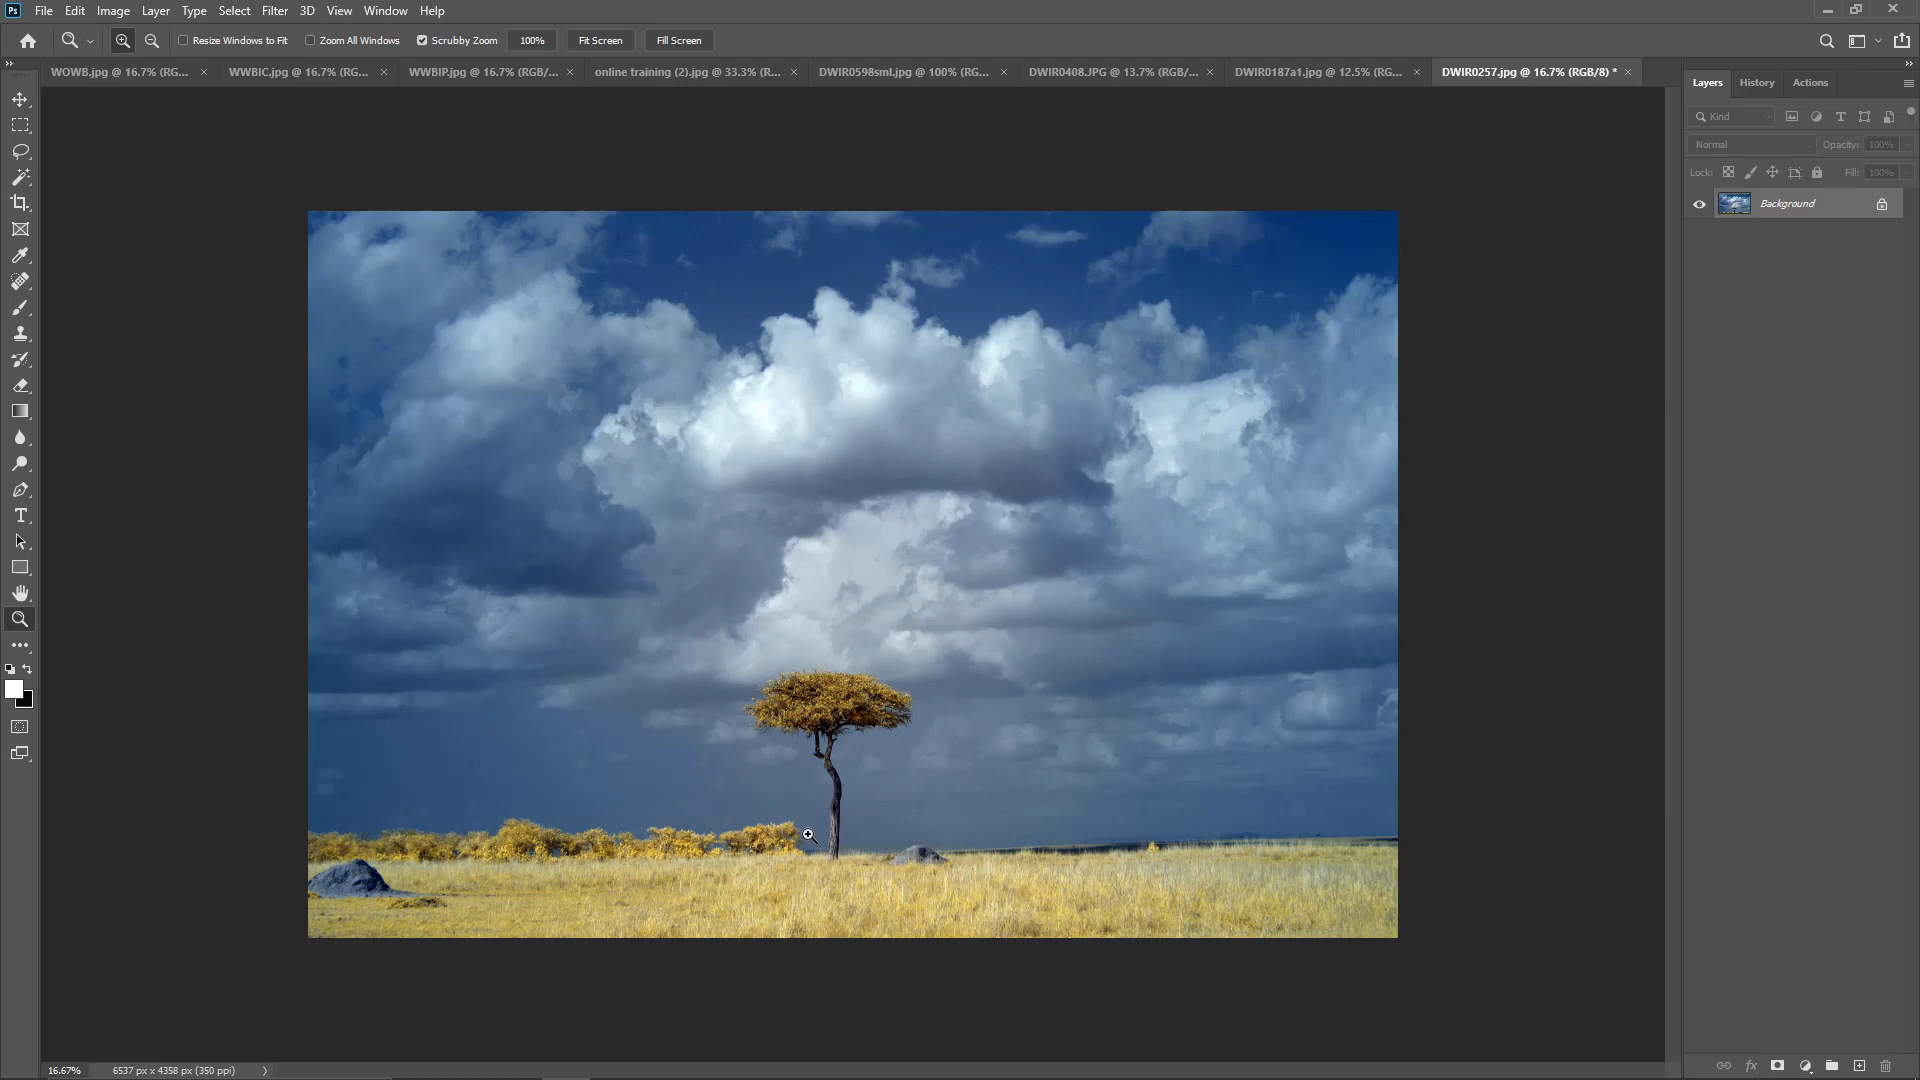 Ps File Edit Image Layer Type Select Filter 3D View Window Help
Resize Windows to Fit Zoom All Windows Scrubby Zoom 100% Fit Screen Fill Screen
WOWB.jpg @ 16.7% (RG... × WWBIC.jpg @ 16.7% (RG... × WWBIP.jpg @ 16.7% (RGB/... × online training (2).jpg @ 33.3% (R... × DWIR0598sml.jpg @ 100% (RG... × DWIR0408.JPG @ 13.7% (RGB/... × DWIR0187a1.jpg @ 12.5% (RG... × DWIR0257.jpg @ 16.7% (RGB/8) * ×
Layers History Actions
Kind
Normal Opacity: 100%
Lock: Fill: 100%
Background
16.67% 6537 px x 4358 px (350 ppi)
fx